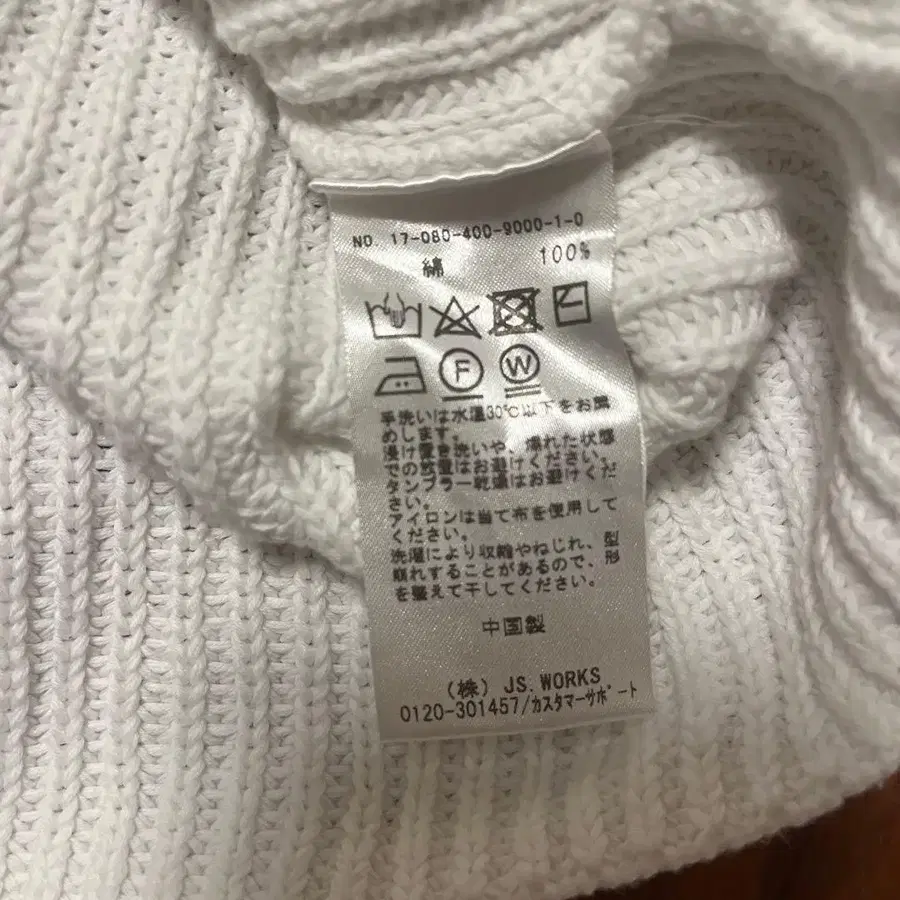 NO. 17-080-400-9000-1-0
綿 100%
F W
手洗いは水温30℃以下をお薦
めします。
浸け置き洗いや、濡れた状態
での放置はお避けください。
タンブラー乾燥はお避けくだ
さい。
アイロンは当て布を使用して
ください。
洗濯により収縮やねじれ、型
崩れすることがあるので、形
を整えて干してください。
中国製
(株) JS.WORKS
0120-301457/カスタマーサポート